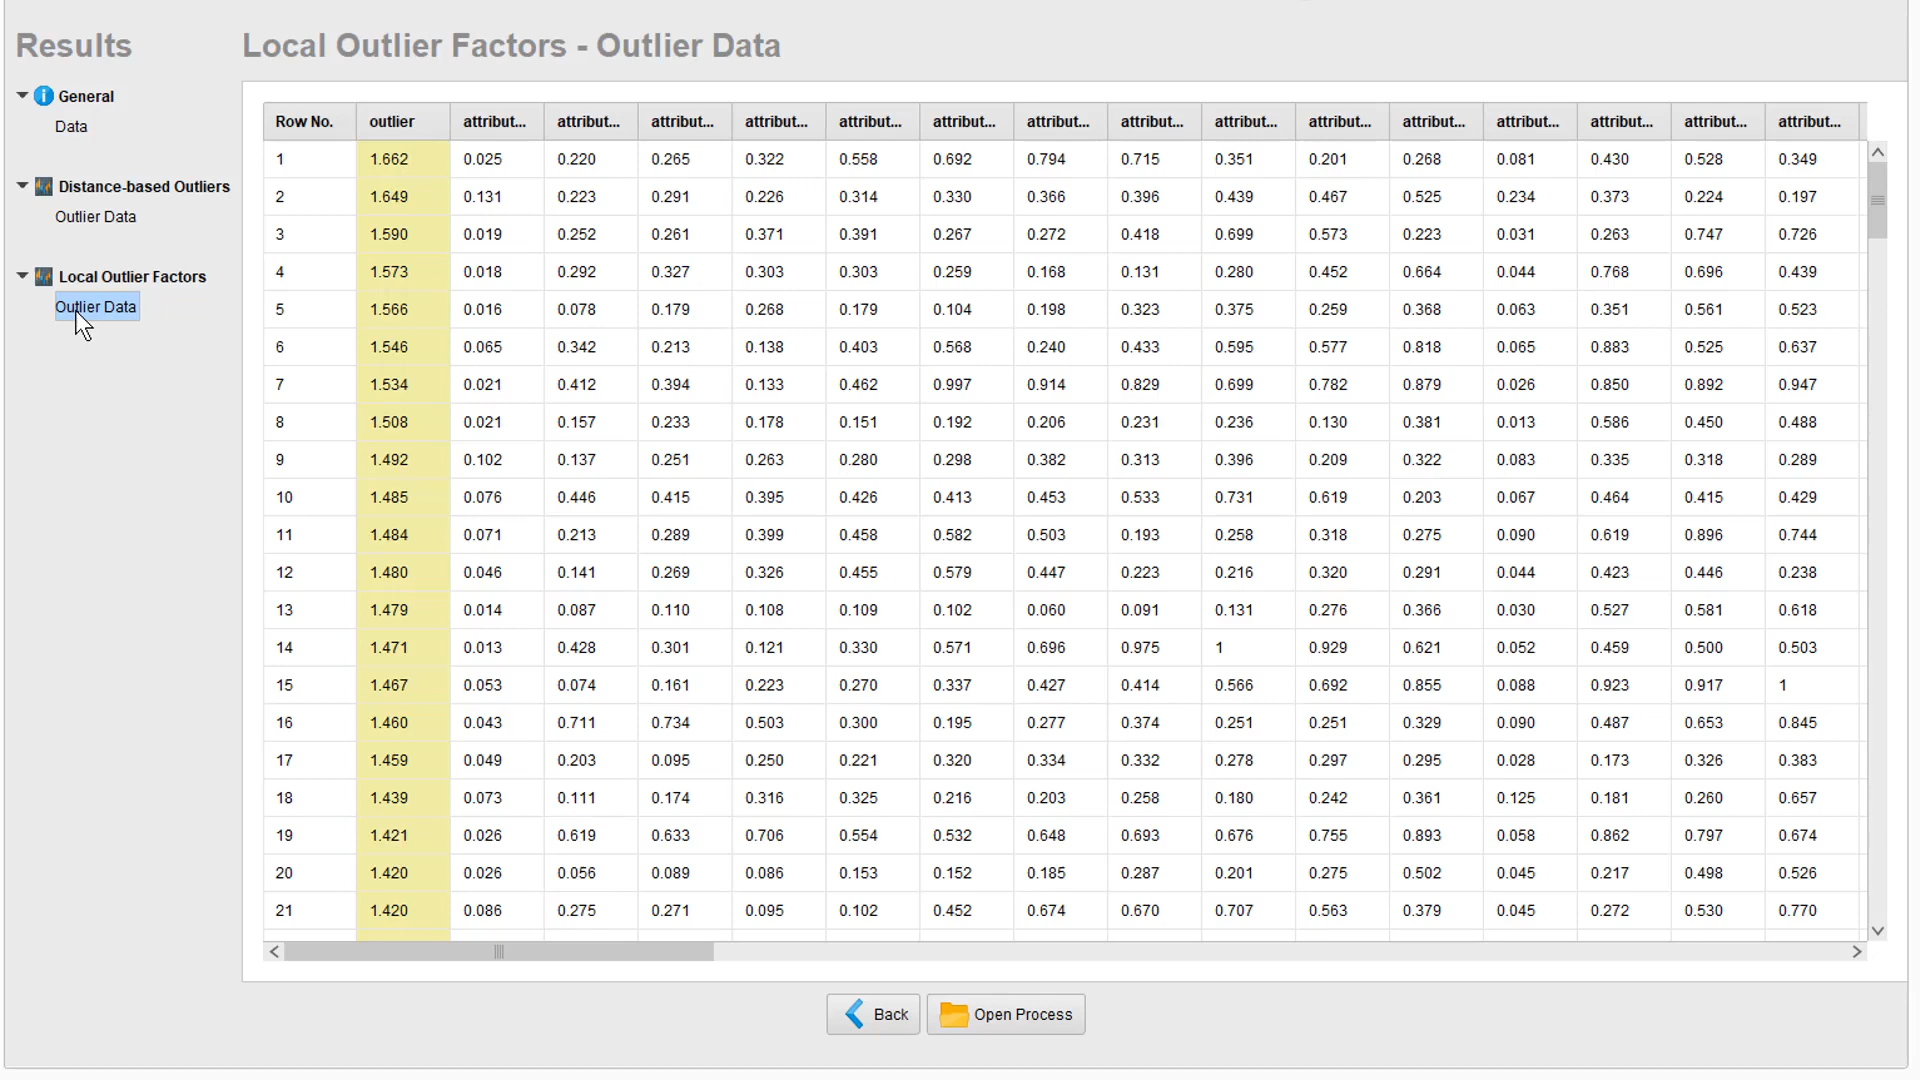 Results
Local Outlier Factors - Outlier Data
General
Data
Distance-based Outliers
Outlier Data
Local Outlier Factors
Outlier Data
Row No. outlier attribut... attribut... attribut... attribut... attribut... attribut... attribut... attribut... attribut... attribut... attribut... attribut... attribut... attribut... attribut...
1 1.662 0.025 0.220 0.265 0.322 0.558 0.692 0.794 0.715 0.351 0.201 0.268 0.081 0.430 0.528 0.349
2 1.649 0.131 0.223 0.291 0.226 0.314 0.330 0.366 0.396 0.439 0.467 0.525 0.234 0.373 0.224 0.197
3 1.590 0.019 0.252 0.261 0.371 0.391 0.267 0.272 0.418 0.699 0.573 0.223 0.031 0.263 0.747 0.726
4 1.573 0.018 0.292 0.327 0.303 0.303 0.259 0.168 0.131 0.280 0.452 0.664 0.044 0.768 0.696 0.439
5 1.566 0.016 0.078 0.179 0.268 0.179 0.104 0.198 0.323 0.375 0.259 0.368 0.063 0.351 0.561 0.523
6 1.546 0.065 0.342 0.213 0.138 0.403 0.568 0.240 0.433 0.595 0.577 0.818 0.065 0.883 0.525 0.637
7 1.534 0.021 0.412 0.394 0.133 0.462 0.997 0.914 0.829 0.699 0.782 0.879 0.026 0.850 0.892 0.947
8 1.508 0.021 0.157 0.233 0.178 0.151 0.192 0.206 0.231 0.236 0.130 0.381 0.013 0.586 0.450 0.488
9 1.492 0.102 0.137 0.251 0.263 0.280 0.298 0.382 0.313 0.396 0.209 0.322 0.083 0.335 0.318 0.289
10 1.485 0.076 0.446 0.415 0.395 0.426 0.413 0.453 0.533 0.731 0.619 0.203 0.067 0.464 0.415 0.429
11 1.484 0.071 0.213 0.289 0.399 0.458 0.582 0.503 0.193 0.258 0.318 0.275 0.090 0.619 0.896 0.744
12 1.480 0.046 0.141 0.269 0.326 0.455 0.579 0.447 0.223 0.216 0.320 0.291 0.044 0.423 0.446 0.238
13 1.479 0.014 0.087 0.110 0.108 0.109 0.102 0.060 0.091 0.131 0.276 0.366 0.030 0.527 0.581 0.618
14 1.471 0.013 0.428 0.301 0.121 0.330 0.571 0.696 0.975 1 0.929 0.621 0.052 0.459 0.500 0.503
15 1.467 0.053 0.074 0.161 0.223 0.270 0.337 0.427 0.414 0.566 0.692 0.855 0.088 0.923 0.917 1
16 1.460 0.043 0.711 0.734 0.503 0.300 0.195 0.277 0.374 0.251 0.251 0.329 0.090 0.487 0.653 0.845
17 1.459 0.049 0.203 0.095 0.250 0.221 0.320 0.334 0.332 0.278 0.297 0.295 0.028 0.173 0.326 0.383
18 1.439 0.073 0.111 0.174 0.316 0.325 0.216 0.203 0.258 0.180 0.242 0.361 0.125 0.181 0.260 0.657
19 1.421 0.026 0.619 0.633 0.706 0.554 0.532 0.648 0.693 0.676 0.755 0.893 0.058 0.862 0.797 0.674
20 1.420 0.026 0.056 0.089 0.086 0.153 0.152 0.185 0.287 0.201 0.275 0.502 0.045 0.217 0.498 0.526
21 1.420 0.086 0.275 0.271 0.095 0.102 0.452 0.674 0.670 0.707 0.563 0.379 0.045 0.272 0.530 0.770
Back
Open Process